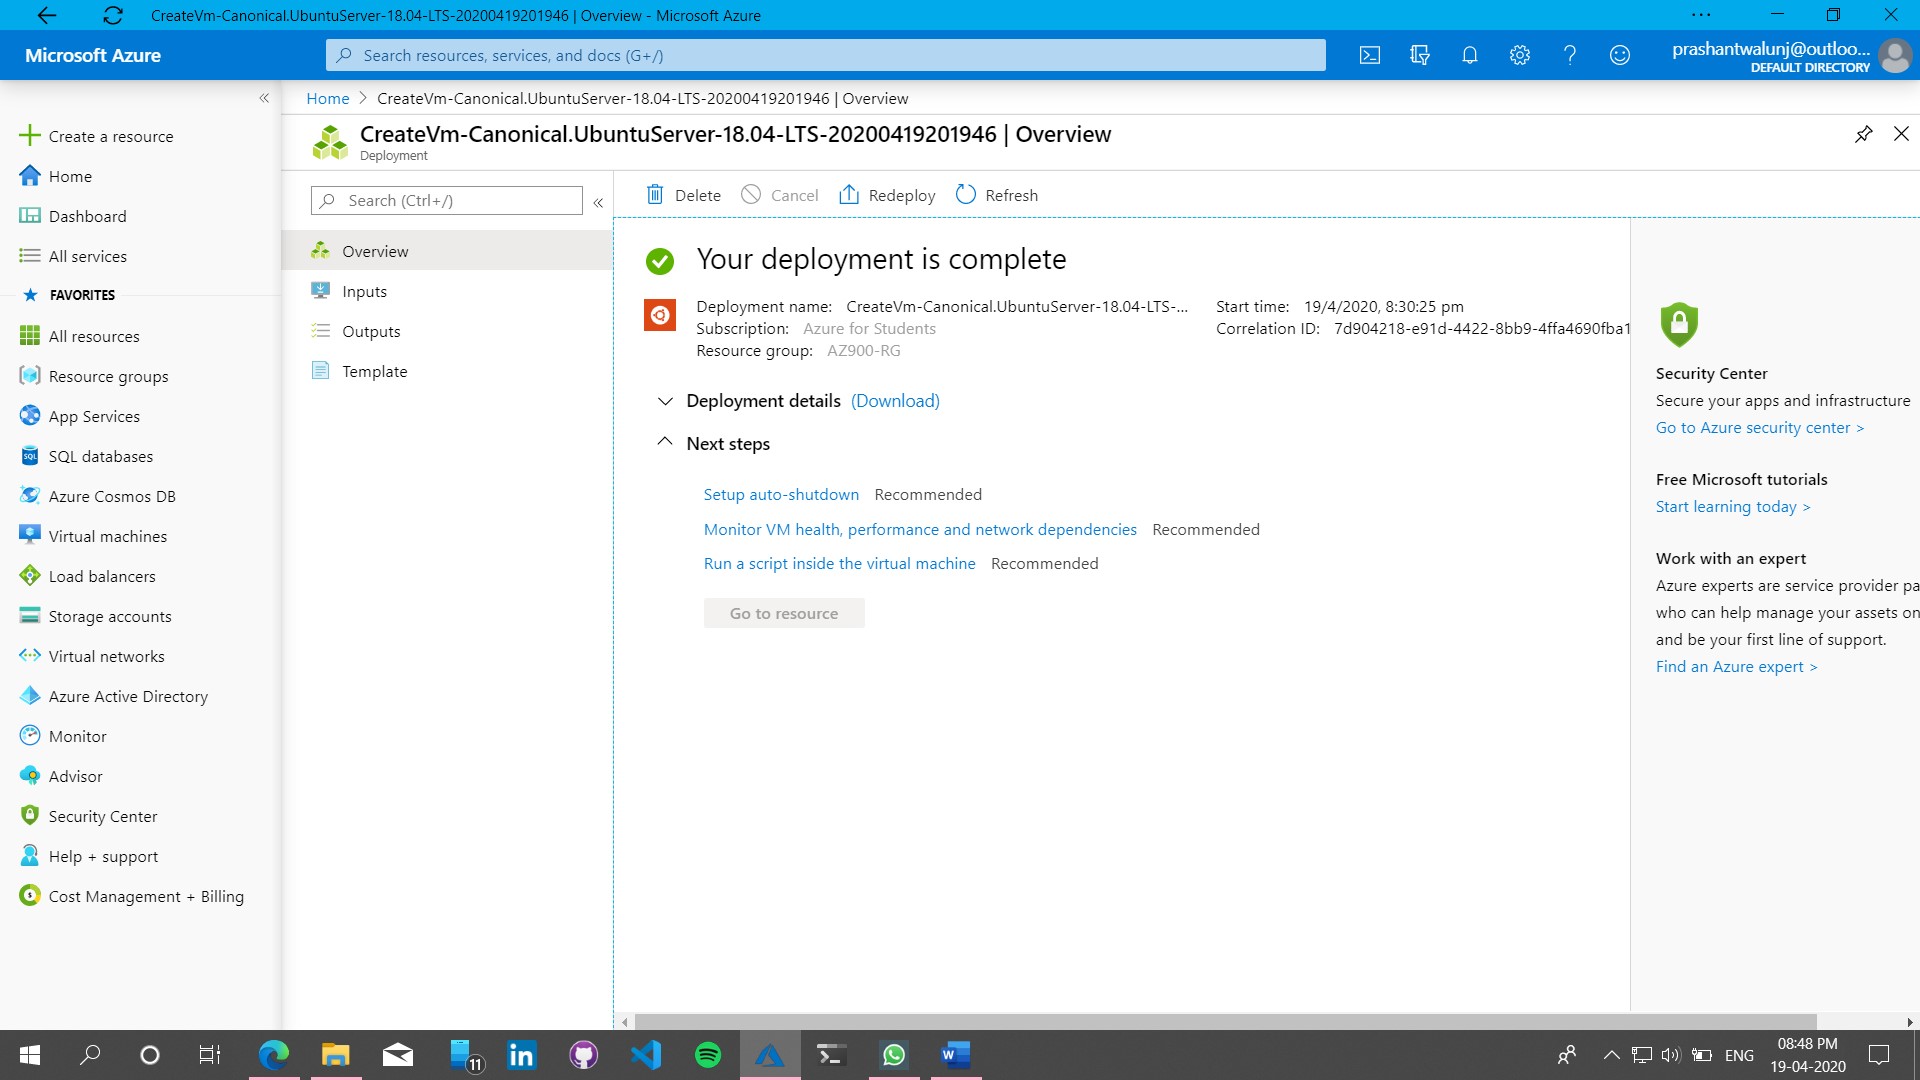 CreateVm-Canonical.UbuntuServer-18.04-LTS-20200419201946 | Overview - Microsoft Azure
Microsoft Azure
Search resources, services, and docs (G+/)
prashantwalunj@outloo...
DEFAULT DIRECTORY
Home > CreateVm-Canonical.UbuntuServer-18.04-LTS-20200419201946 | Overview
CreateVm-Canonical.UbuntuServer-18.04-LTS-20200419201946 | Overview
Deployment
Create a resource
Home
Dashboard
All services
FAVORITES
All resources
Resource groups
App Services
SQL databases
Azure Cosmos DB
Virtual machines
Load balancers
Storage accounts
Virtual networks
Azure Active Directory
Monitor
Advisor
Security Center
Help + support
Cost Management + Billing
Search (Ctrl+/)
Overview
Inputs
Outputs
Template
Delete Cancel Redeploy Refresh
Your deployment is complete
Deployment name: CreateVm-Canonical.UbuntuServer-18.04-LTS-...
Subscription: Azure for Students
Resource group: AZ900-RG
Start time: 19/4/2020, 8:30:25 pm
Correlation ID: 7d904218-e91d-4422-8bb9-4ffa4690fba1
Deployment details (Download)
Next steps
Setup auto-shutdown Recommended
Monitor VM health, performance and network dependencies Recommended
Run a script inside the virtual machine Recommended
Go to resource
Security Center
Secure your apps and infrastructure
Go to Azure security center >
Free Microsoft tutorials
Start learning today >
Work with an expert
Azure experts are service provider pa
who can help manage your assets on
and be your first line of support.
Find an Azure expert >
11
ENG
08:48 PM
19-04-2020